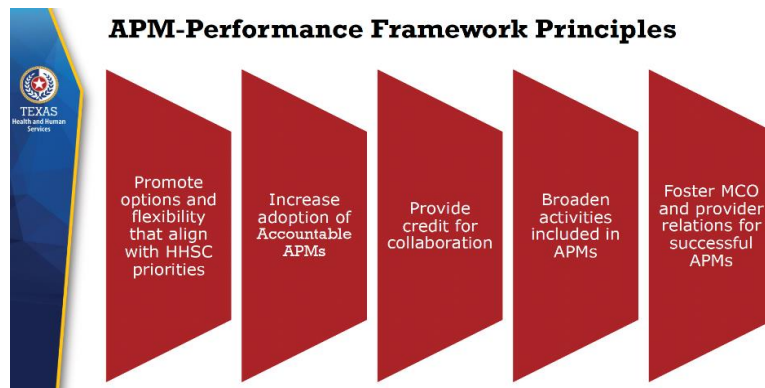 APM-Performance Framework Principles
TEXAS
Health and Human
Services
Promote
options and
flexibility
that align
with HHSC
priorities
Increase
adoption of
Accountable
APMs
Provide
credit for
collaboration
Broaden
activities
included in
APMs
Foster MCO
and provider
relations for
successful
APMs